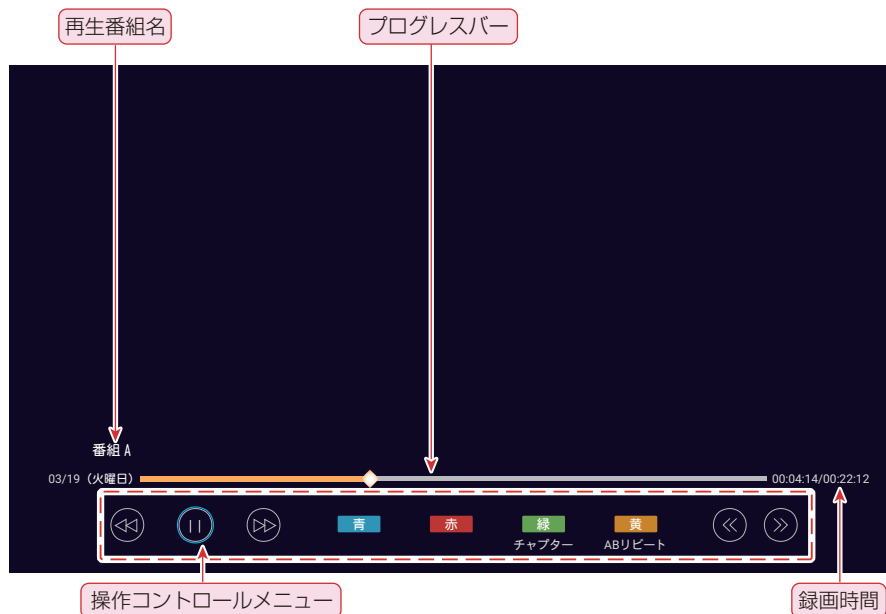 再生番組名
プログレスバー
番組 A
03/19（火曜日）
00:04:14/00:22:12
青
赤
緑
黄
チャプター
ABリピート
操作コントロールメニュー
録画時間